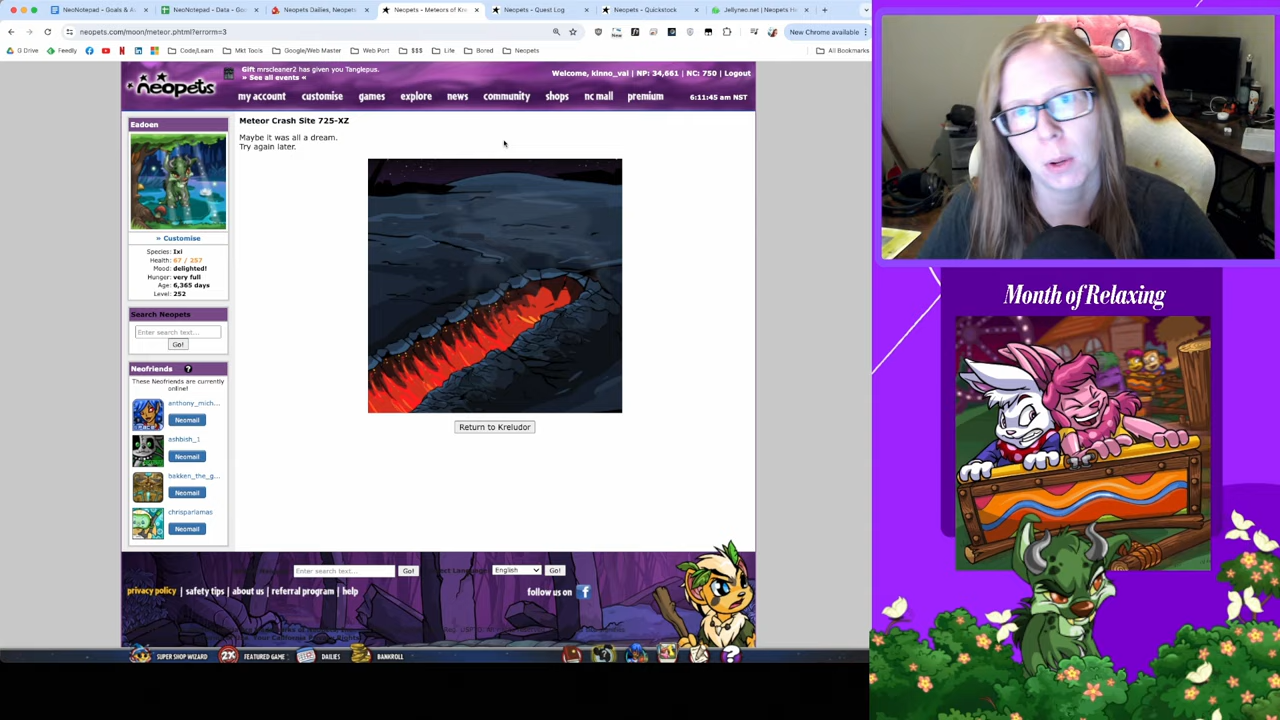 NeoNotepad - Goals & A
NeoNotepad - Data - Go
Neopets Dailies, Neopets
Neopets - Meteors of Kre
Neopets - Quest Log
Neopets - Quickstock
Jellyneo.net | Neopets He
neopets.com/moon/meteor.phtml?errorm=3
New Chrome available
G Drive
Feedly
Code/Learn
Mkt Tools
Google/Web Master
Web Port
$$$
Life
Bored
Neopets
All Bookmarks
Gift mrscleaner2 has given you Tanglepus.
» See all events «
Welcome, kinno_val | NP: 34,661 | NC: 750 | Logout
neopets
my account
customise
games
explore
news
community
shops
nc mall
premium
6:11:45 am NST
Eadoen
» Customise
Species: Ixi
Health: 67 / 257
Mood: delighted!
Hunger: very full
Age: 6,365 days
Level: 252
Search Neopets
Enter search text...
Go!
Neofriends ?
These Neofriends are currently
online!
anthony_mich...
Neomail
ashbish_1
Neomail
bakken_the_g...
Neomail
chrisparlamas
Neomail
Meteor Crash Site 725-XZ
Maybe it was all a dream.
Try again later.
Return to Kreludor
Enter search text...
Go!
English
Go!
privacy policy | safety tips | about us | referral program | help
follow us on
SUPER SHOP WIZARD
2X
FEATURED GAME
DAILIES
BANKROLL
Month of Relaxing